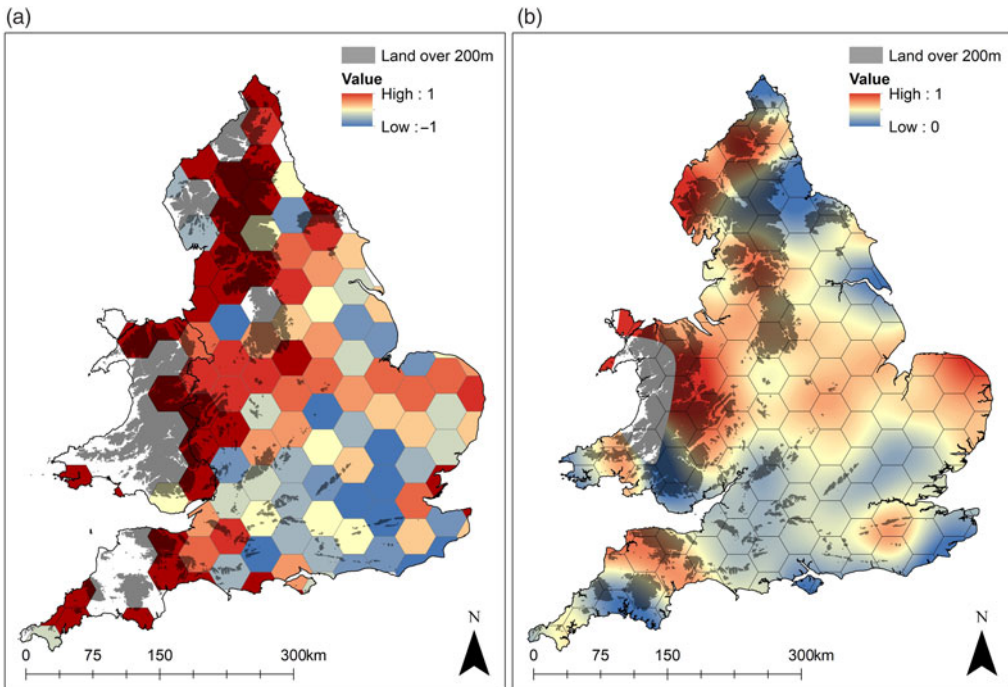 (a)
Land over 200m
Value
High : 1
Low : −1
N
0 75 150 300km
(b)
Land over 200m
Value
High : 1
Low : 0
N
0 75 150 300km